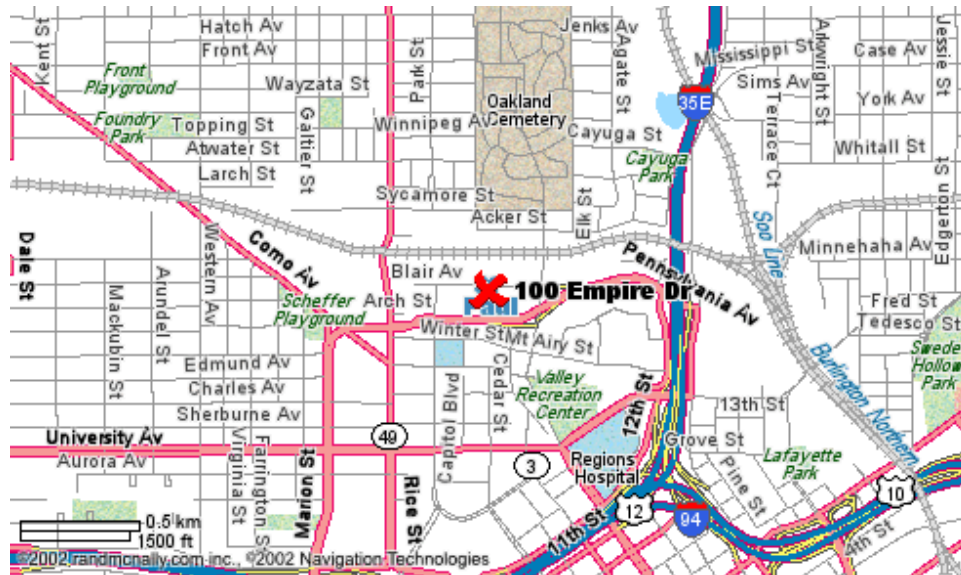 Hatch Av
Front Av
Jenks Av
Kent St
Park St
Agate St
Mississippi St
Arkwright St
Case Av
Jessie St
Front
Playground
Wayzata St
Oakland
Cemetery
35E
Sims Av
York Av
Foundry
Park
Topping St
Galtier St
Winnipeg Av
Cayuga St
Terrace Ct
Whitall St
Atwater St
Larch St
Cayuga
Park
Sycamore St
Acker St
Elk St
Edgerton St
Soo Line
Minnehaha Av
Dale St
Western Av
Como Av
Blair Av
Pennsylvania Av
Mackubin St
Arundel St
Scheffer
Playground
Arch St
100 Empire Dr
Paul
Fred St
Tedesco St
Winter St
Mt Airy St
Swede
Hollow
Park
Edmund Av
Charles Av
Sherburne Av
Capitol Blvd
Cedar St
Valley
Recreation
Center
12th St
13th St
Burlington Northern
University Av
49
Aurora Av
Virginia St
Farrington St
Marion St
Rice St
3
Regions
Hospital
Grove St
Pine St
Lafayette
Park
10
12
94
11th St
4th St
0.5 km
1500 ft
©2002 randmcnally.com inc., ©2002 Navigation Technologies